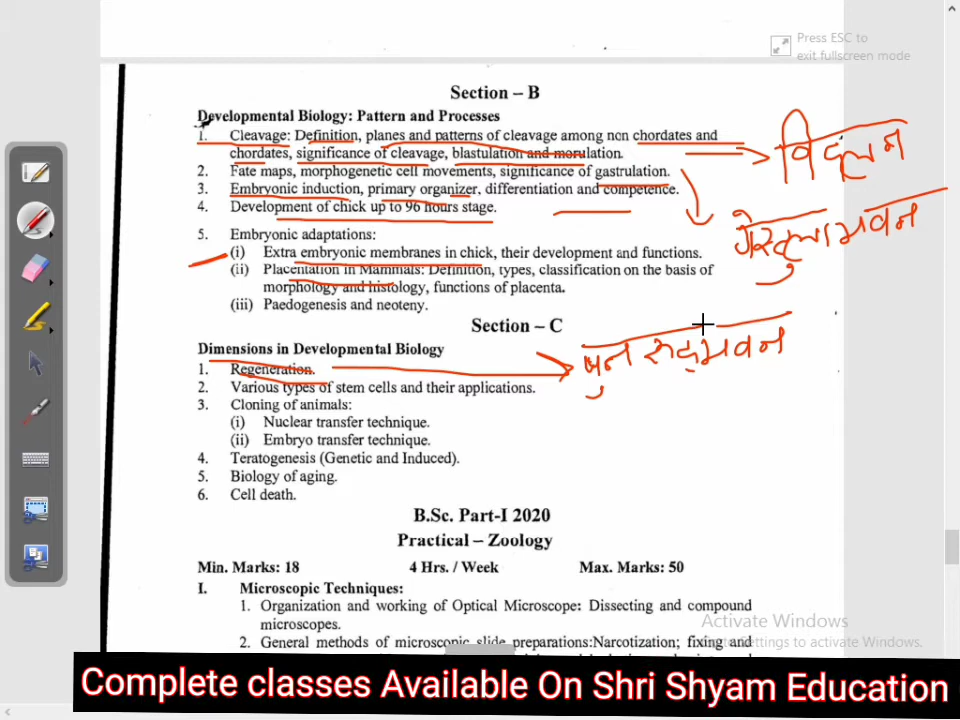 Press ESC to
exit fullscreen mode
Section – B
Developmental Biology: Pattern and Processes
1. Cleavage: Definition, planes and patterns of cleavage among non chordates and
chordates, significance of cleavage, blastulation and morulation.
विदलन
2. Fate maps, morphogenetic cell movements, significance of gastrulation.
3. Embryonic induction, primary organizer, differentiation and competence.
4. Development of chick up to 96 hours stage.
गेस्ट्रुलाभवन
5. Embryonic adaptations:
(i) Extra embryonic membranes in chick, their development and functions.
(ii) Placentation in Mammals: Definition, types, classification on the basis of
morphology and histology, functions of placenta.
(iii) Paedogenesis and neoteny.
Section – C
Dimensions in Developmental Biology
पुनरुद्भवन
1. Regeneration.
2. Various types of stem cells and their applications.
3. Cloning of animals:
(i) Nuclear transfer technique.
(ii) Embryo transfer technique.
4. Teratogenesis (Genetic and Induced).
5. Biology of aging.
6. Cell death.
B.Sc. Part-I 2020
Practical – Zoology
Min. Marks: 18 4 Hrs. / Week Max. Marks: 50
I. Microscopic Techniques:
1. Organization and working of Optical Microscope: Dissecting and compound
microscopes.
Activate Windows
2. General methods of microscopic slide preparations:Narcotization; fixing and
Settings to activate Windows.
Complete classes Available On Shri Shyam Education